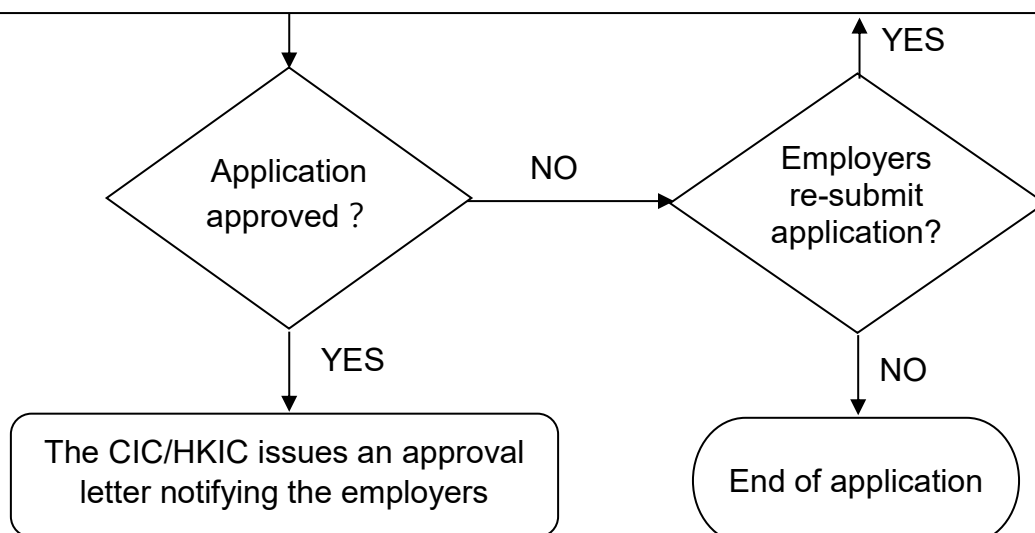 YES
Application
approved？
NO
Employers
re-submit
application?
YES
NO
The CIC/HKIC issues an approval
letter notifying the employers
End of application